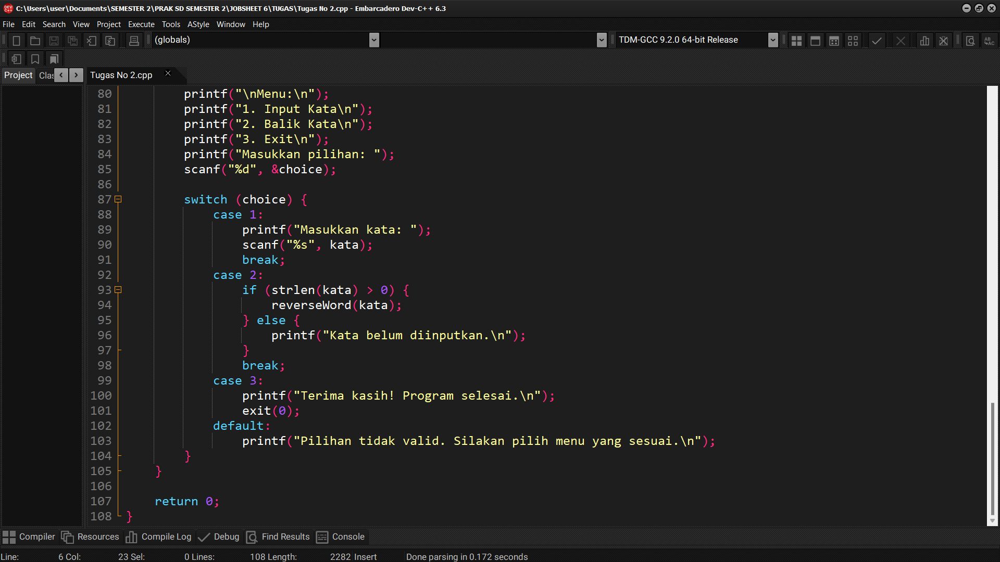 C:\Users\user\Documents\SEMESTER 2\PRAK SD SEMESTER 2\JOBSHEET 6\TUGAS\Tugas No 2.cpp - Embarcadero Dev-C++ 6.3
File Edit Search View Project Execute Tools AStyle Window Help
(globals) TDM-GCC 9.2.0 64-bit Release
Project Clas Tugas No 2.cpp
80 printf("\nMenu:\n");
81 printf("1. Input Kata\n");
82 printf("2. Balik Kata\n");
83 printf("3. Exit\n");
84 printf("Masukkan pilihan: ");
85 scanf("%d", &choice);
86
87 switch (choice) {
88 case 1:
89 printf("Masukkan kata: ");
90 scanf("%s", kata);
91 break;
92 case 2:
93 if (strlen(kata) > 0) {
94 reverseWord(kata);
95 } else {
96 printf("Kata belum diinputkan.\n");
97 }
98 break;
99 case 3:
100 printf("Terima kasih! Program selesai.\n");
101 exit(0);
102 default:
103 printf("Pilihan tidak valid. Silakan pilih menu yang sesuai.\n");
104 }
105 }
106
107 return 0;
108 }
Compiler Resources Compile Log Debug Find Results Console
Line: 6 Col: 23 Sel: 0 Lines: 108 Length: 2282 Insert Done parsing in 0.172 seconds